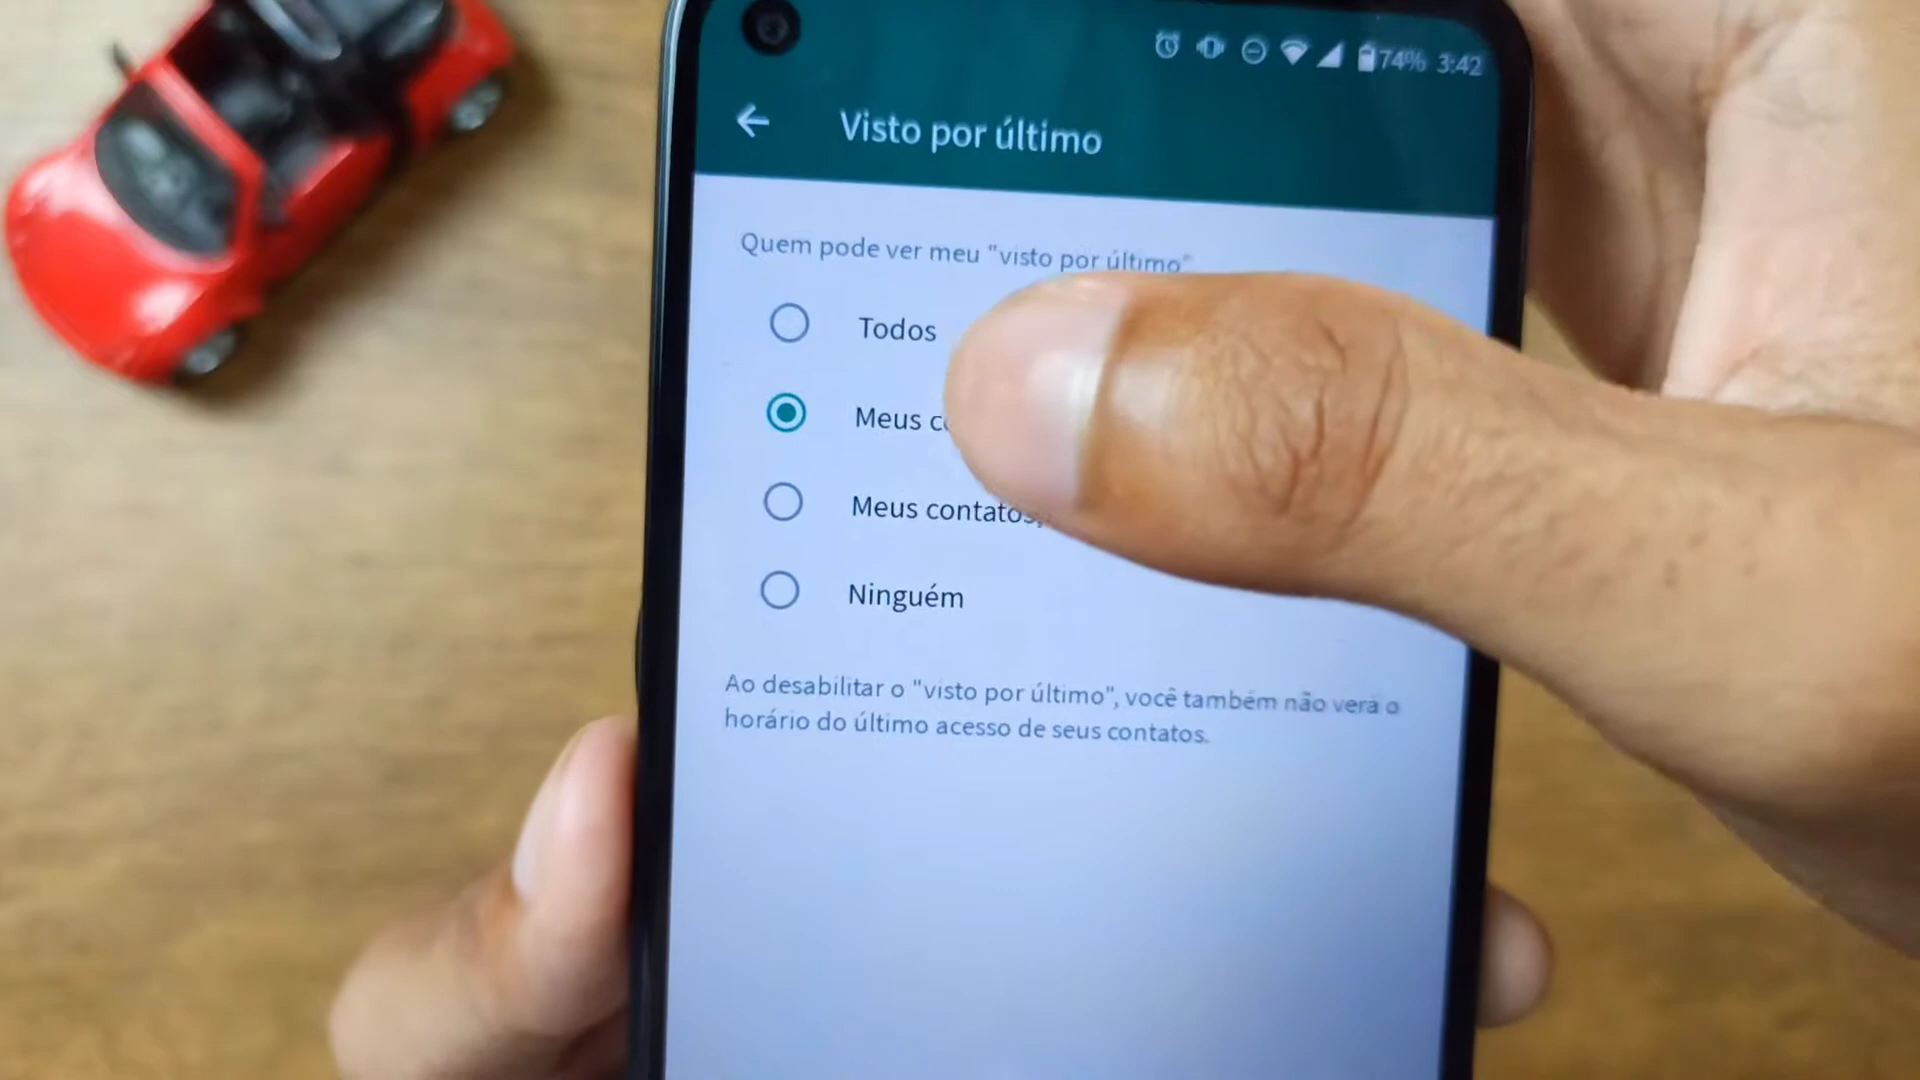 74% 3:42
Visto por último
Quem pode ver meu "visto por último"
Todos
Meus
Meus contatos,
Ninguém
Ao desabilitar o "visto por último", você também não verá o
horário do último acesso de seus contatos.